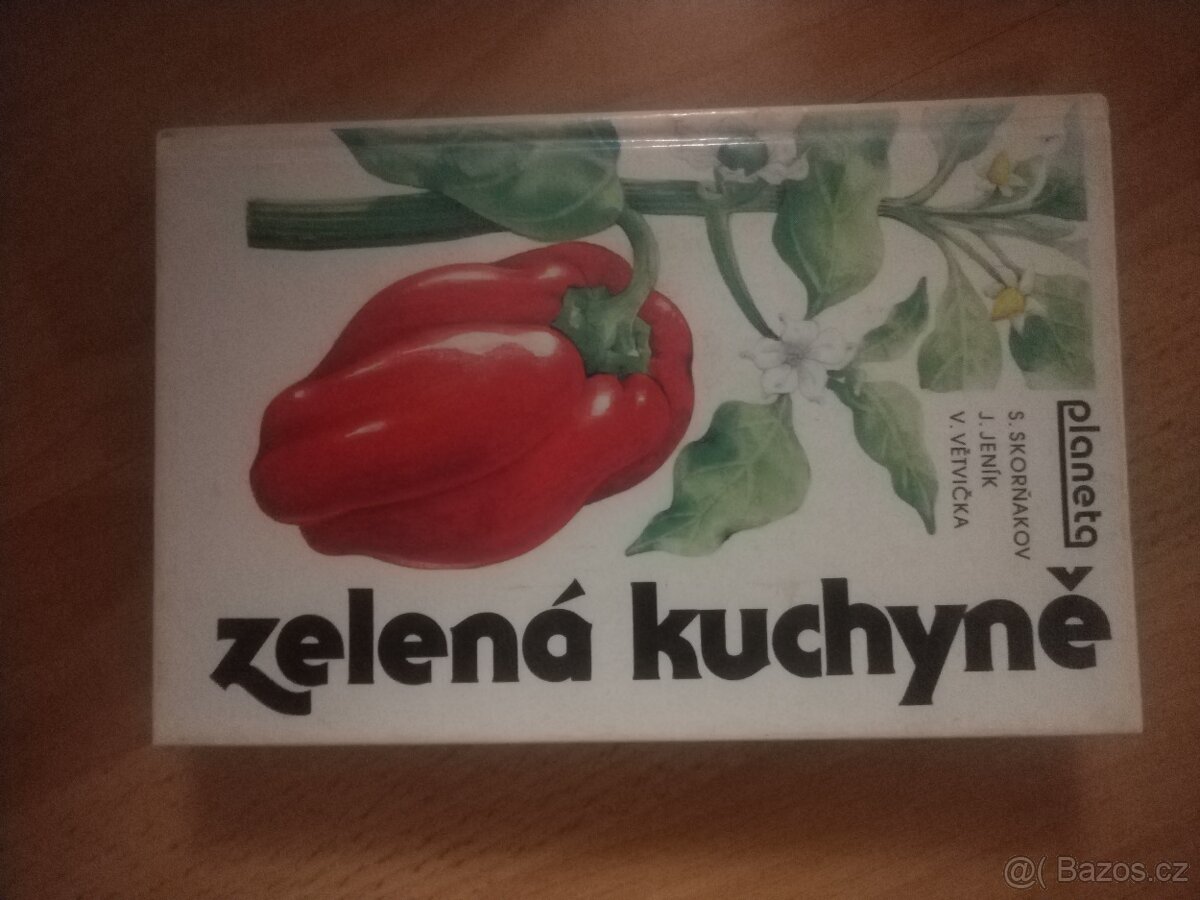 planeta
S. SKORŇAKOV
J. JENÍK
V. VĚTVIČKA
zelená kuchyně
@( Bazos.cz